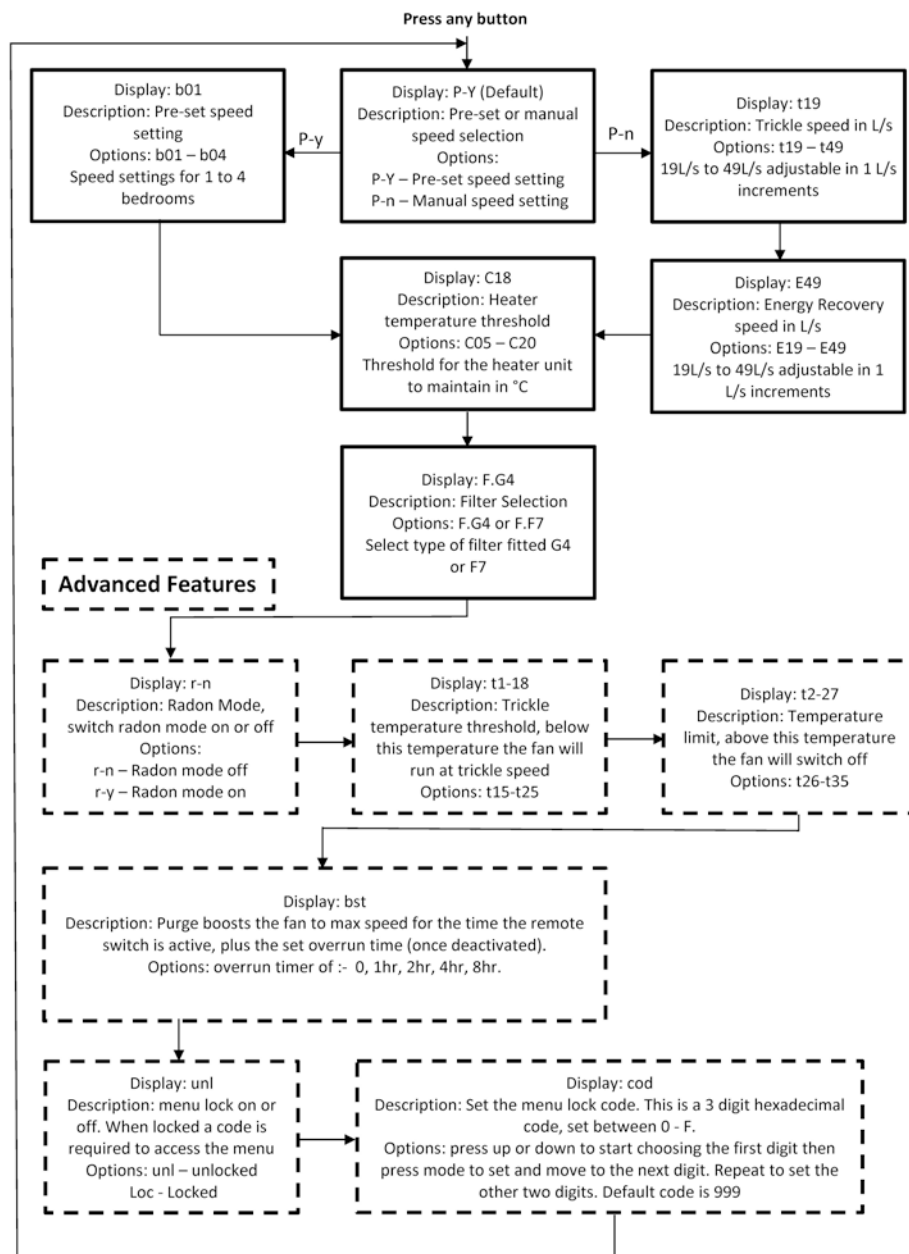 Press any button
Display: b01
Description: Pre-set speed
setting
Options: b01 – b04
Speed settings for 1 to 4
bedrooms
P-y
Display: P-Y (Default)
Description: Pre-set or manual
speed selection
Options:
P-Y – Pre-set speed setting
P-n – Manual speed setting
P-n
Display: t19
Description: Trickle speed in L/s
Options: t19 – t49
19L/s to 49L/s adjustable in 1 L/s
increments
Display: C18
Description: Heater
temperature threshold
Options: C05 – C20
Threshold for the heater unit
to maintain in °C
Display: E49
Description: Energy Recovery
speed in L/s
Options: E19 – E49
19L/s to 49L/s adjustable in 1
L/s increments
Display: F.G4
Description: Filter Selection
Options: F.G4 or F.F7
Select type of filter fitted G4
or F7
Advanced Features
Display: r-n
Description: Radon Mode,
switch radon mode on or off
Options:
r-n – Radon mode off
r-y – Radon mode on
Display: t1-18
Description: Trickle
temperature threshold, below
this temperature the fan will
run at trickle speed
Options: t15-t25
Display: t2-27
Description: Temperature
limit, above this temperature
the fan will switch off
Options: t26-t35
Display: bst
Description: Purge boosts the fan to max speed for the time the remote
switch is active, plus the set overrun time (once deactivated).
Options: overrun timer of :-  0, 1hr, 2hr, 4hr, 8hr.
Display: unl
Description: menu lock on or
off. When locked a code is
required to access the menu
Options: unl – unlocked
Loc - Locked
Display: cod
Description: Set the menu lock code. This is a 3 digit hexadecimal
code, set between 0 - F.
Options: press up or down to start choosing the first digit then
press mode to set and move to the next digit. Repeat to set the
other two digits. Default code is 999